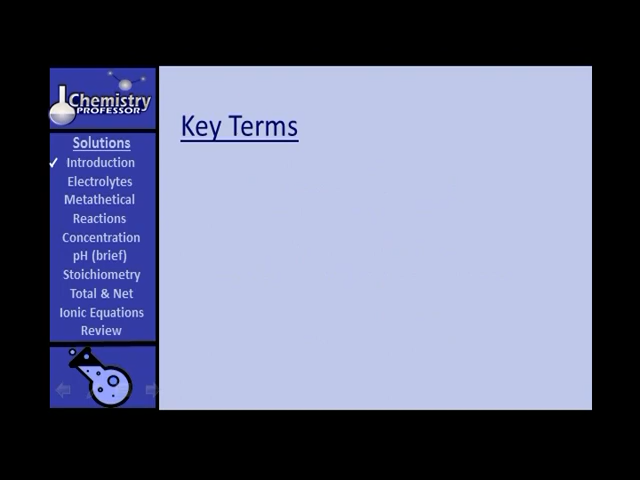 Chemistry
PROFESSOR
Solutions
Introduction
Electrolytes
Metathetical
Reactions
Concentration
pH (brief)
Stoichiometry
Total & Net
Ionic Equations
Review
Key Terms